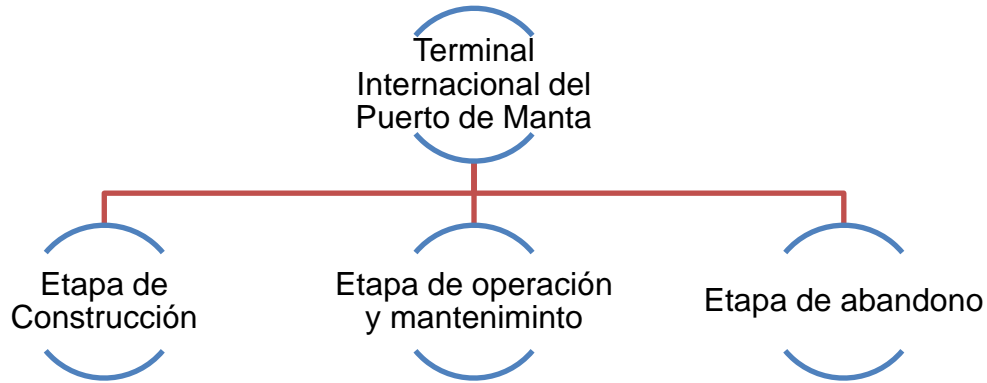 Terminal
Internacional del
Puerto de Manta
Etapa de
Construcción
Etapa de operación
y manteniminto
Etapa de abandono